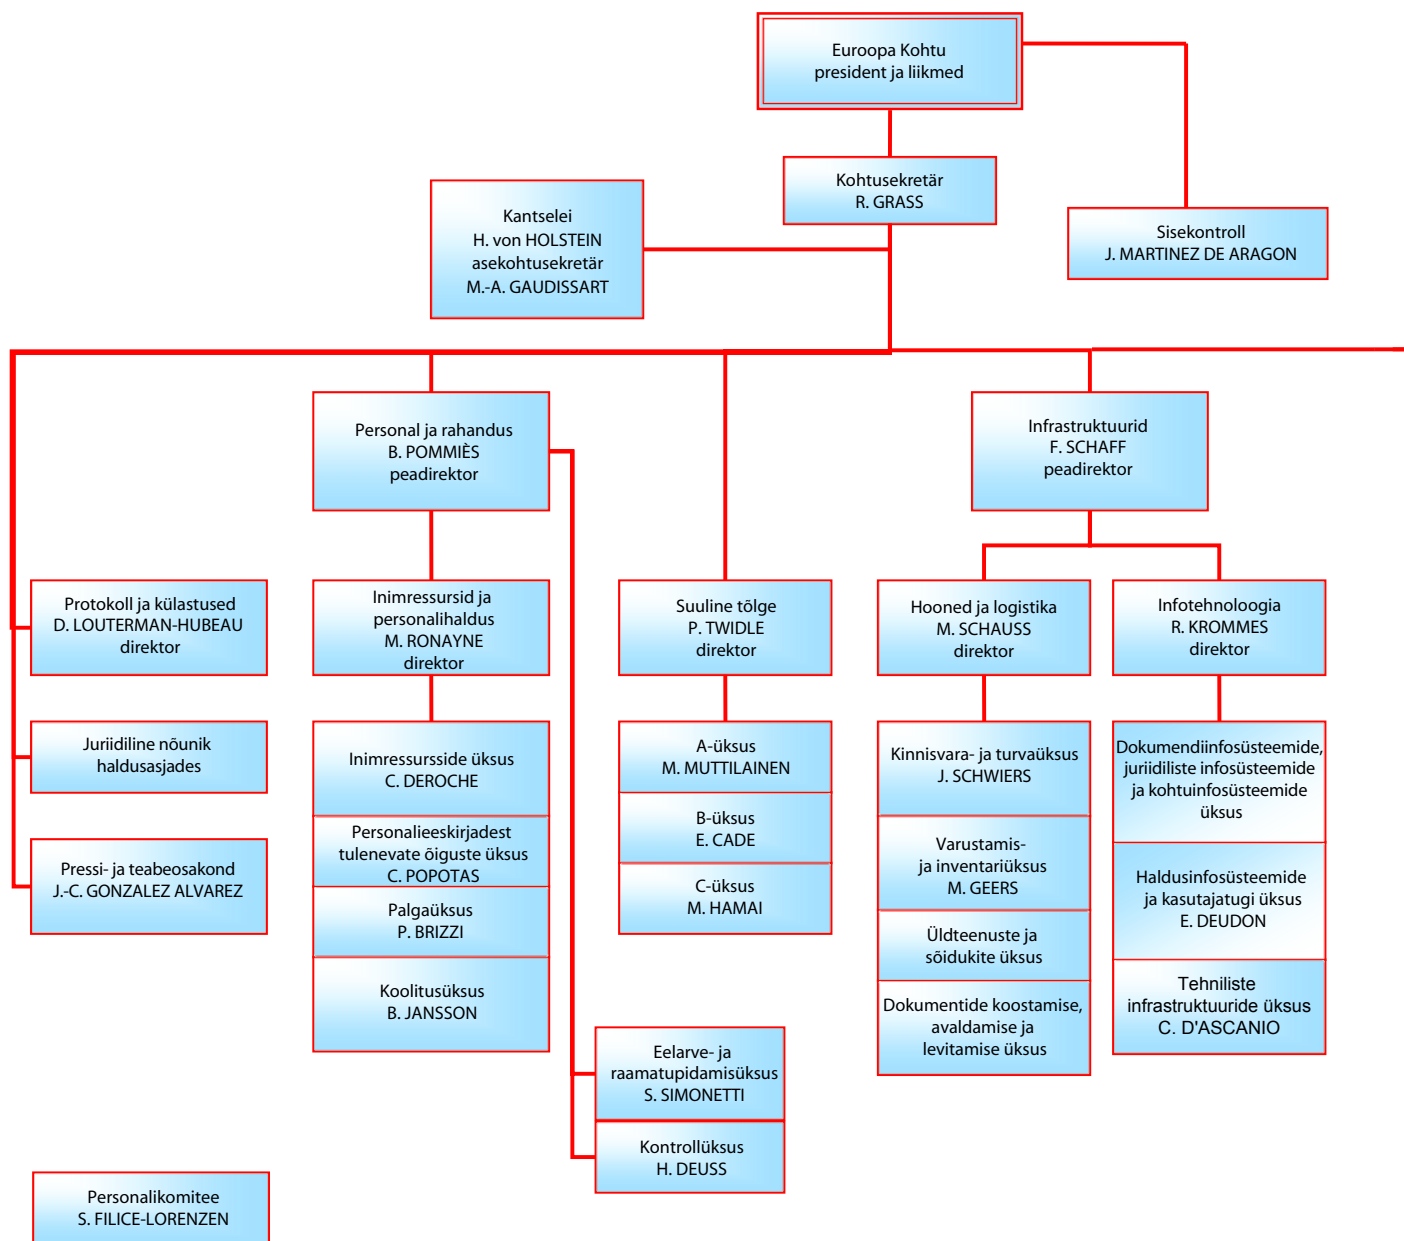 Euroopa Kohtu
president ja liikmed
Kohtusekretär
R. GRASS
Kantselei
H. von HOLSTEIN
asekohtusekretär
M.-A. GAUDISSART
Sisekontroll
J. MARTINEZ DE ARAGON
Personal ja rahandus
B. POMMIÈS
peadirektor
Infrastruktuurid
F. SCHAFF
peadirektor
Protokoll ja külastused
D. LOUTERMAN-HUBEAU
direktor
Inimressursid ja
personalihaldus
M. RONAYNE
direktor
Suuline tõlge
P. TWIDLE
direktor
Hooned ja logistika
M. SCHAUSS
direktor
Infotehnoloogia
R. KROMMES
direktor
Juriidiline nõunik
haldusasjades
Pressi- ja teabeosakond
J.-C. GONZALEZ ALVAREZ
Inimressursside üksus
C. DEROCHE
Personalieeskirjadest
tulenevate õiguste üksus
C. POPOTAS
Palgaüksus
P. BRIZZI
Koolitusüksus
B. JANSSON
A-üksus
M. MUTTILAINEN
B-üksus
E. CADE
C-üksus
M. HAMAI
Kinnisvara- ja turvaüksus
J. SCHWIERS
Varustamis-
ja inventariüksus
M. GEERS
Üldteenuste ja
sõidukite üksus
Dokumentide koostamise,
avaldamise ja
levitamise üksus
Dokumendiinfosüsteemide,
juriidiliste infosüsteemide
ja kohtuinfosüsteemide
üksus
Haldusinfosüsteemide
ja kasutajatugi üksus
E. DEUDON
Tehniliste
infrastruktuuride üksus
C. D'ASCANIO
Eelarve- ja
raamatupidamisüksus
S. SIMONETTI
Kontrollüksus
H. DEUSS
Personalikomitee
S. FILICE-LORENZEN